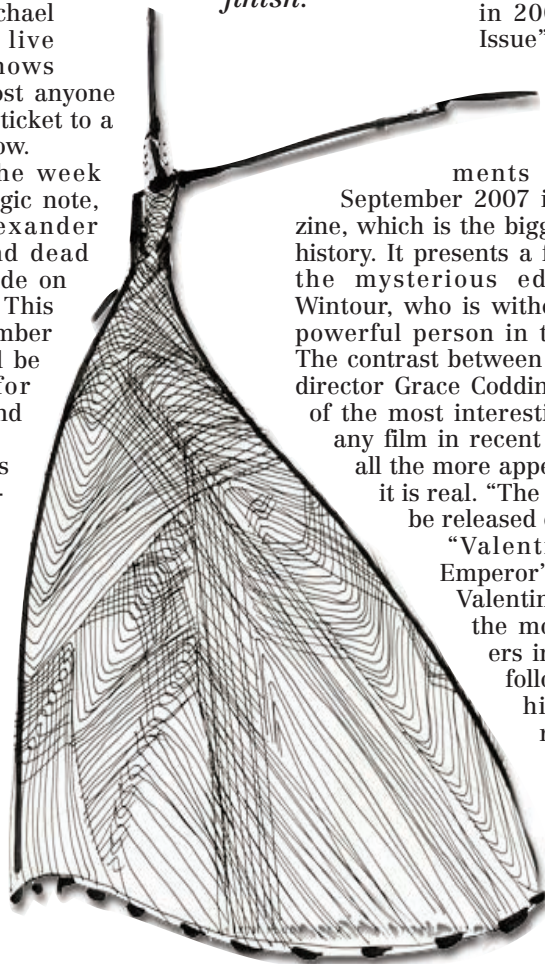 chael
live
hows
ost anyone
ticket to a
ow.
he week
gic note,
exander
nd dead
de on
This
mber
l be
for
nd
s
-
finish.
in 20
Issue”
ments
September 2007 i
zine, which is the bigg
history. It presents a f
the mysterious ed
Wintour, who is witho
powerful person in t
The contrast between
director Grace Coddin
of the most interesti
any film in recent
all the more appe
it is real. “The
be released
“Valenti
Emperor’
Valentin
the mo
ers in
follo
hi
r